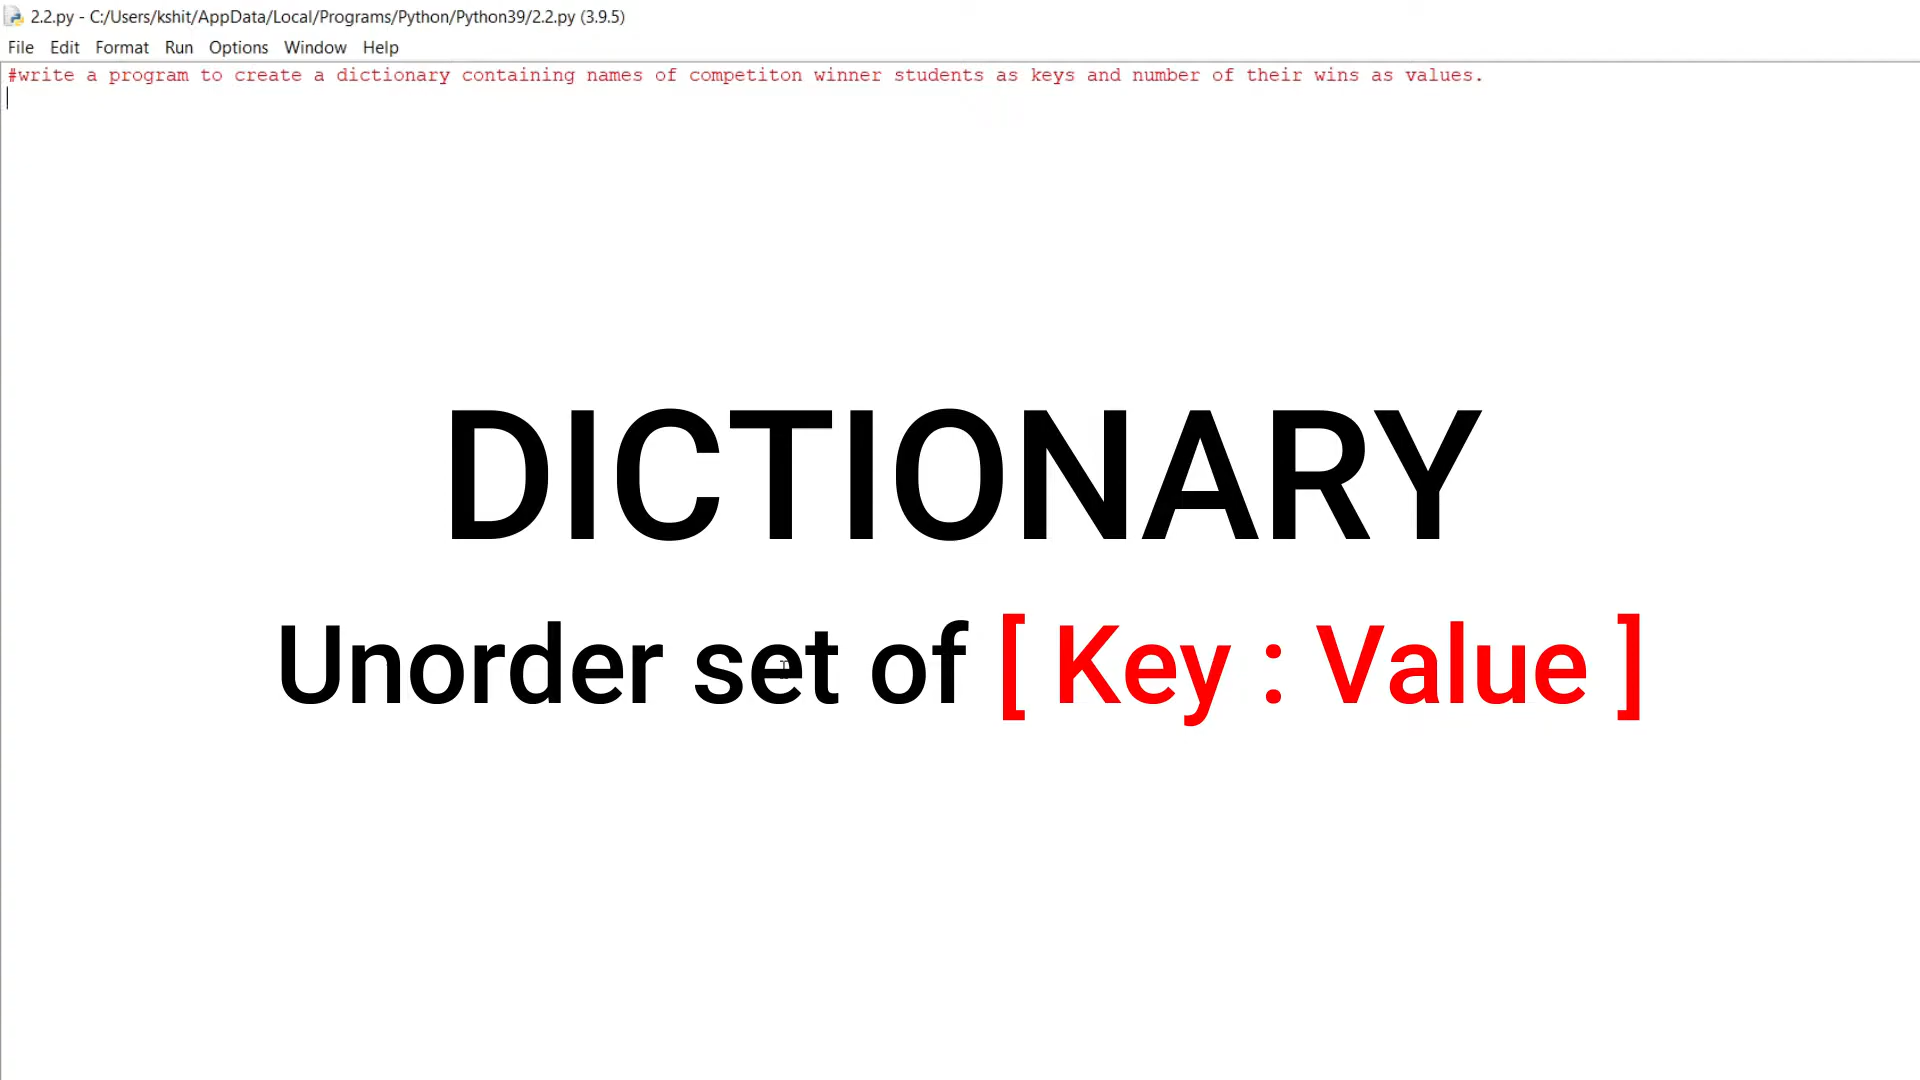 2.2.py - C:/Users/kshit/AppData/Local/Programs/Python/Python39/2.2.py (3.9.5)
File Edit Format Run Options Window Help
#write a program to create a dictionary containing names of competiton winner students as keys and number of their wins as values.
DICTIONARY
Unorder set of [ Key : Value ]